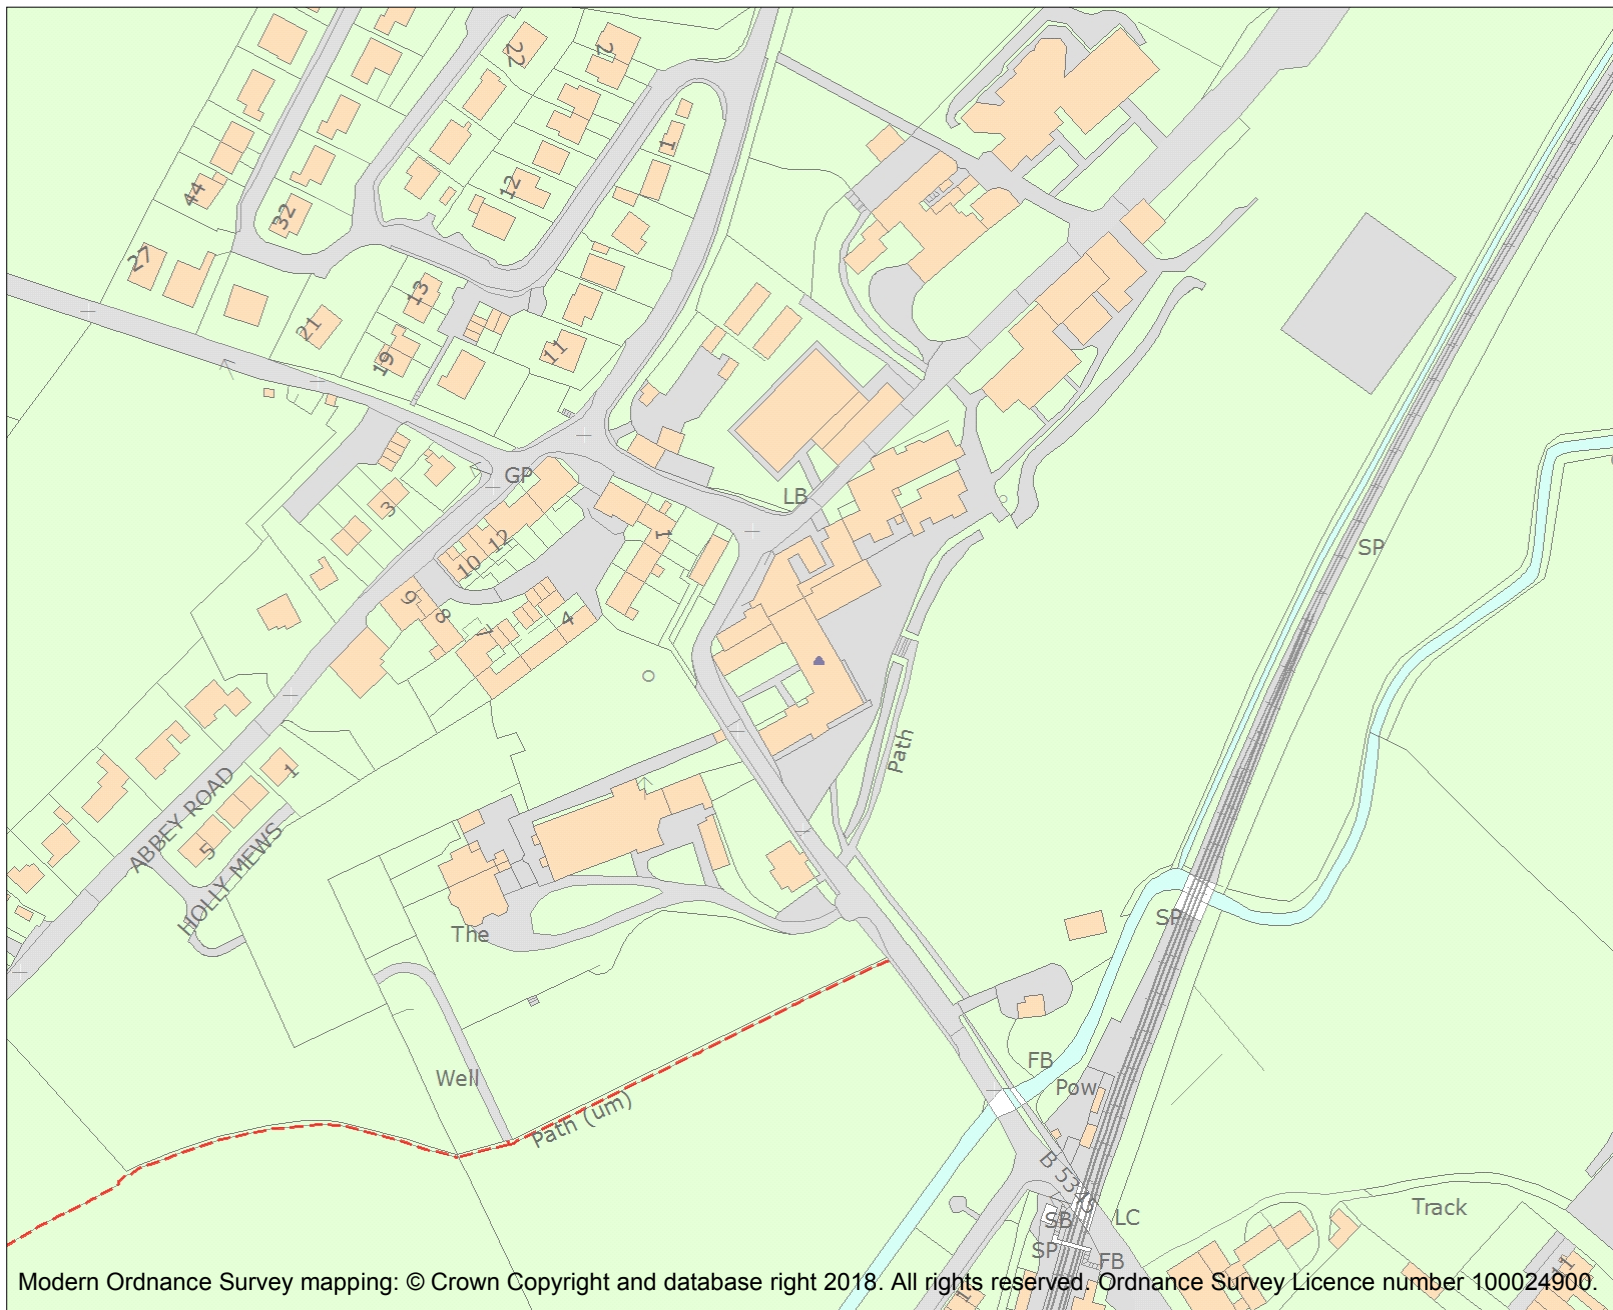 22
2
1
44
12
32
27
13
21
11
19
GP
LB
3
12
1
10
SP
9
8
7
4
Path
1
ABBEY ROAD
5
HOLLY MEWS
SP
The
FB
Well
Pow
Path (um)
B 53
Track
LC
SB
SP
FB
11
1
Modern Ordnance Survey mapping: © Crown Copyright and database right 2018. All rights reserved. Ordnance Survey Licence number 100024900.